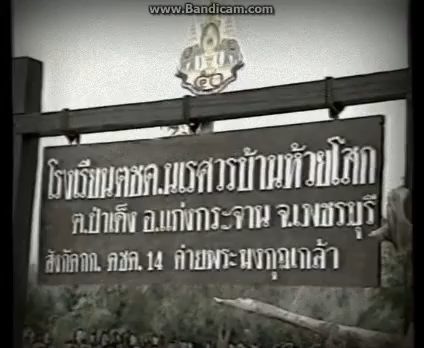 www.Bandicam.com
โรงเรียนตชด.นเรศวรบ้านห้วยโสก
ต.ป่าเด็ง อ.แก่งกระจาน จ.เพชรบุรี
สังกัดกก. ตชด. 14 ค่ายพระมงกุฎเกล้า